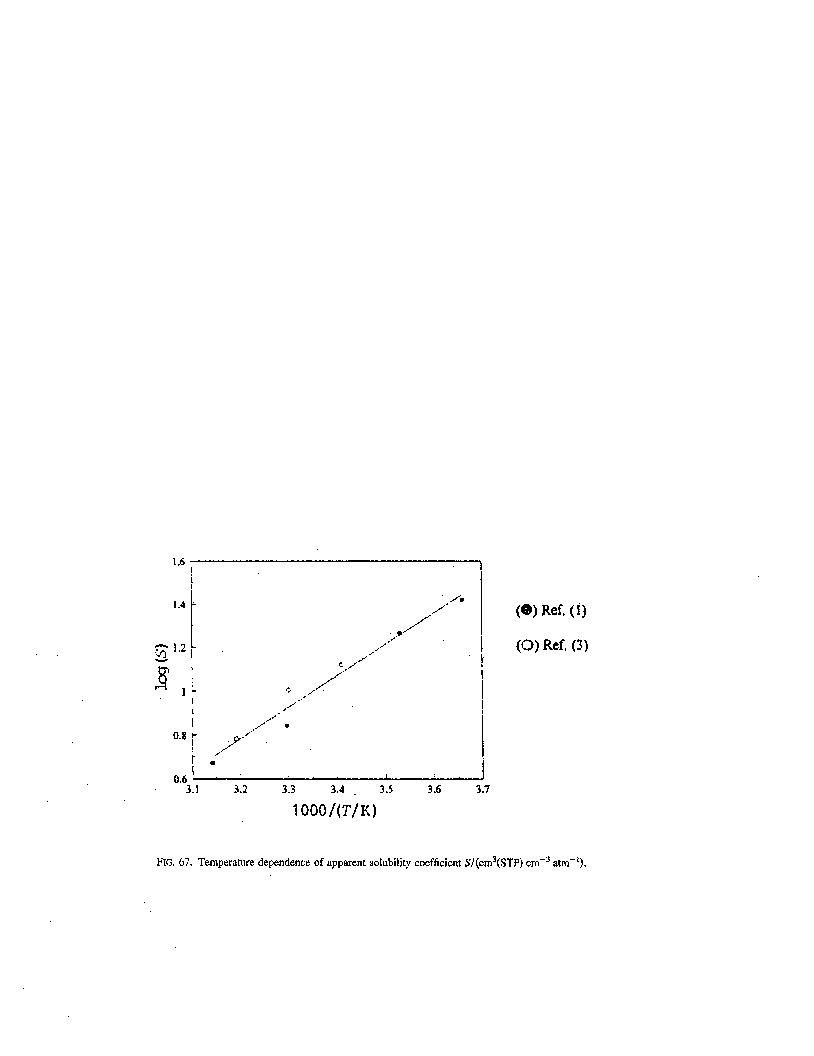 1.6
1.4
(●) Ref. (1)
1.2
(○) Ref. (3)
log(S)
1
0.8
0.6
3.1 3.2 3.3 3.4 3.5 3.6 3.7
1000/(T/K)
FIG. 67. Temperature dependence of apparent solubility coefficient S/(cm³(STP) cm⁻³ atm⁻¹).